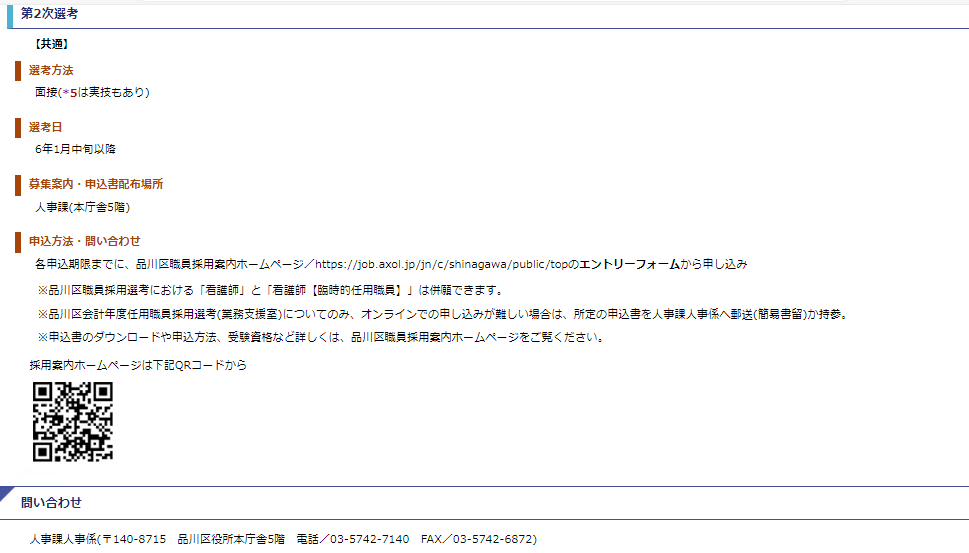 第2次選考
【共通】
選考方法
面接(*5は実技もあり)
選考日
6年1月中旬以降
募集案内・申込書配布場所
人事課(本庁舎5階)
申込方法・問い合わせ
各申込期限までに、品川区職員採用案内ホームページ／https://job.axol.jp/jn/c/shinagawa/public/topのエントリーフォームから申し込み
※品川区職員採用選考における「看護師」と「看護師【臨時的任用職員】」は併願できます。
※品川区会計年度任用職員採用選考(業務支援室)についてのみ、オンラインでの申し込みが難しい場合は、所定の申込書を人事課人事係へ郵送(簡易書留)か持参。
※申込書のダウンロードや申込方法、受験資格など詳しくは、品川区職員採用案内ホームページをご覧ください。
採用案内ホームページは下記QRコードから
問い合わせ
人事課人事係(〒140-8715　品川区役所本庁舎5階　電話／03-5742-7140　FAX／03-5742-6872)